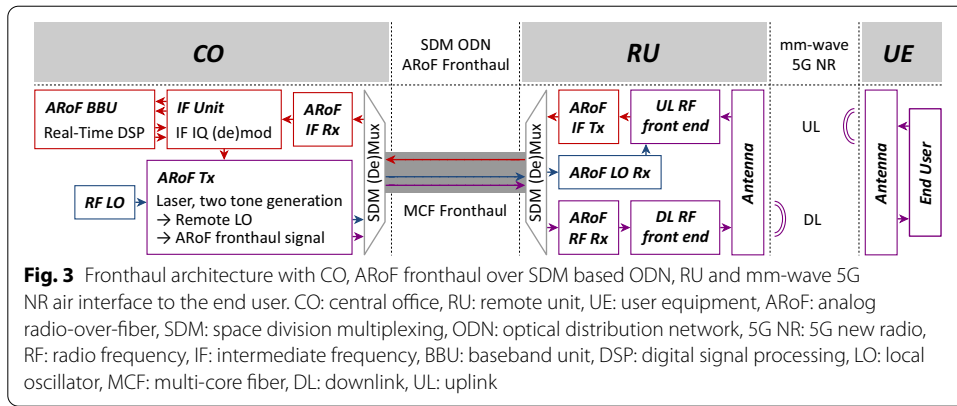 CO
SDM ODN
ARoF Fronthaul
RU
mm-wave
5G NR
UE
ARoF BBU
Real-Time DSP
IF Unit
IF IQ (de)mod
ARoF
IF Rx
SDM (De)Mux
RF LO
ARoF Tx
Laser, two tone generation
→ Remote LO
→ ARoF fronthaul signal
MCF Fronthaul
SDM (De)Mux
ARoF
IF Tx
UL RF
front end
ARoF LO Rx
ARoF
RF Rx
DL RF
front end
Antenna
UL
DL
Antenna
End User
Fig. 3 Fronthaul architecture with CO, ARoF fronthaul over SDM based ODN, RU and mm-wave 5G
NR air interface to the end user. CO: central office, RU: remote unit, UE: user equipment, ARoF: analog
radio-over-fiber, SDM: space division multiplexing, ODN: optical distribution network, 5G NR: 5G new radio,
RF: radio frequency, IF: intermediate frequency, BBU: baseband unit, DSP: digital signal processing, LO: local
oscillator, MCF: multi-core fiber, DL: downlink, UL: uplink